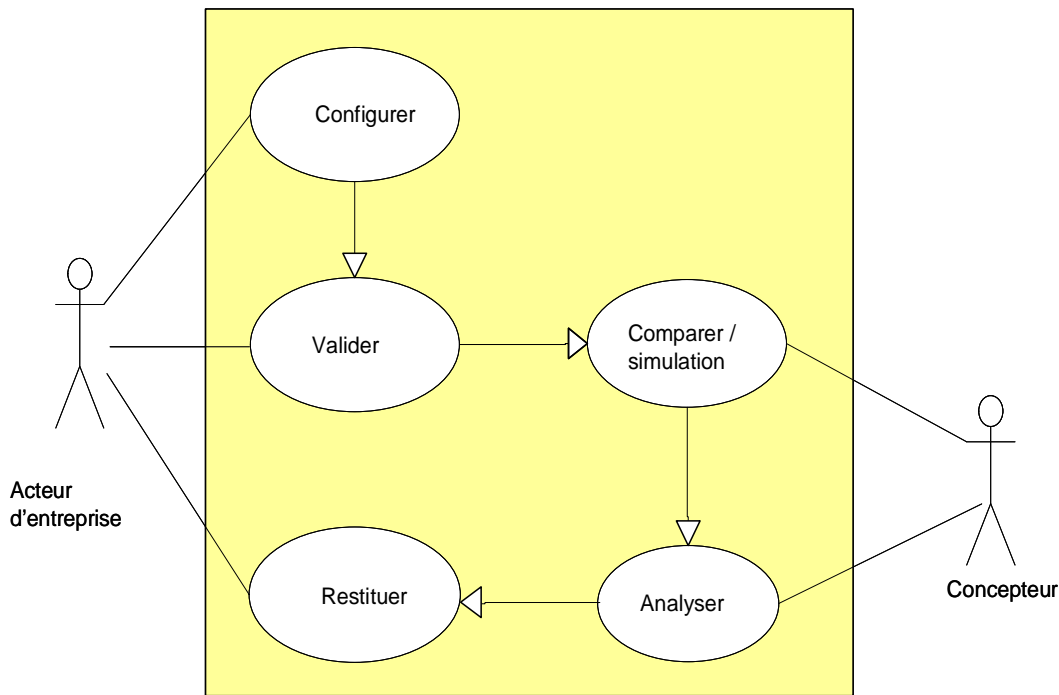 Configurer
Valider
Comparer /
simulation
Acteur
d'entreprise
Restituer
Analyser
Concepteur